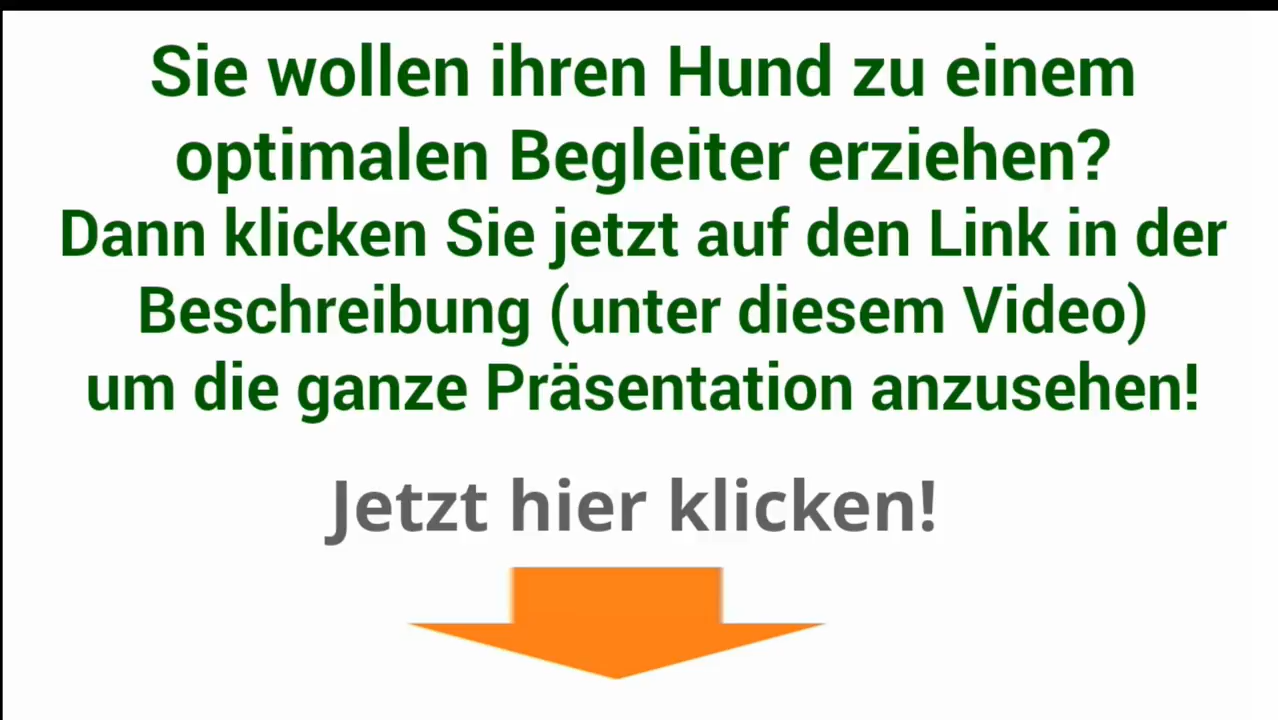 Sie wollen ihren Hund zu einem
optimalen Begleiter erziehen?
Dann klicken Sie jetzt auf den Link in der
Beschreibung (unter diesem Video)
um die ganze Präsentation anzusehen!
Jetzt hier klicken!